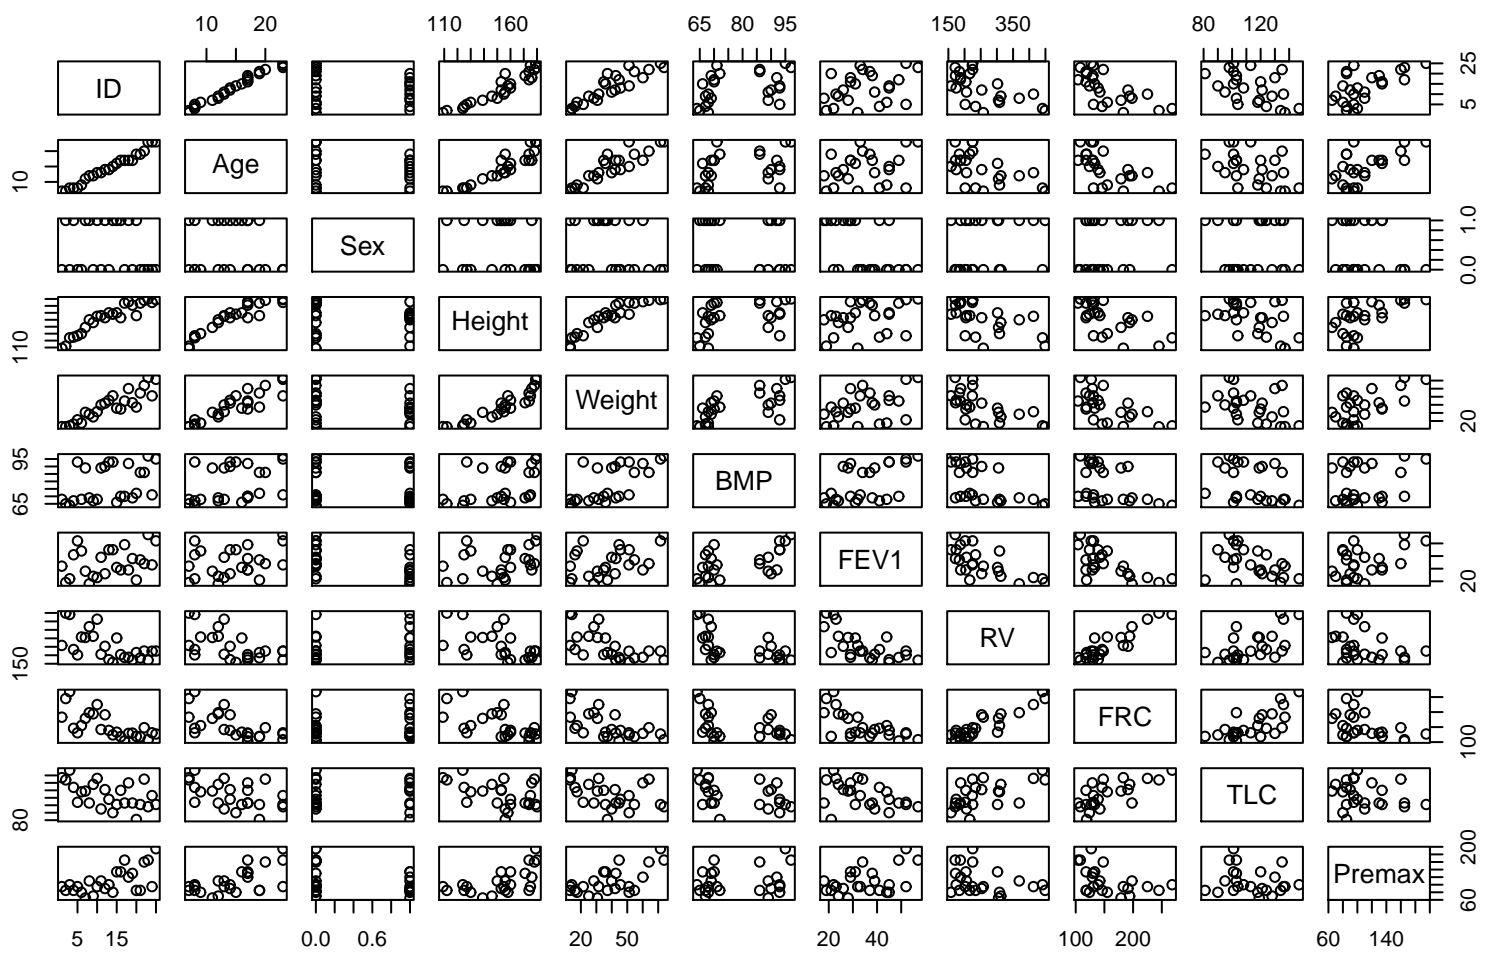 10 20 110 160 65 80 95 150 350 80 120
ID 5 25
10 Age
Sex 0.0 1.0
110 Height
Weight 20
65 95 BMP
FEV1 20
150 RV
FRC 100
80 TLC
Premax 60 200
5 15 0.0 0.6 20 50 20 40 100 200 60 140